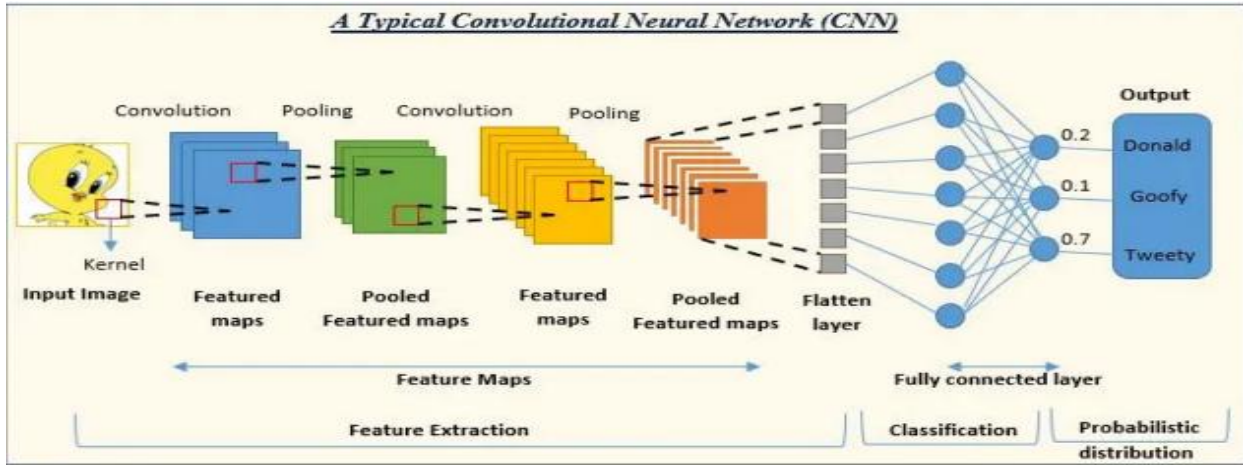 A Typical Convolutional Neural Network (CNN)
Convolution
Pooling
Convolution
Pooling
Output
0.2
Donald
0.1
Goofy
0.7
Tweety
Kernel
Input Image
Featured
maps
Pooled
Featured maps
Featured
maps
Pooled
Featured maps
Flatten
layer
Feature Maps
Fully connected layer
Feature Extraction
Classification
Probabilistic
distribution